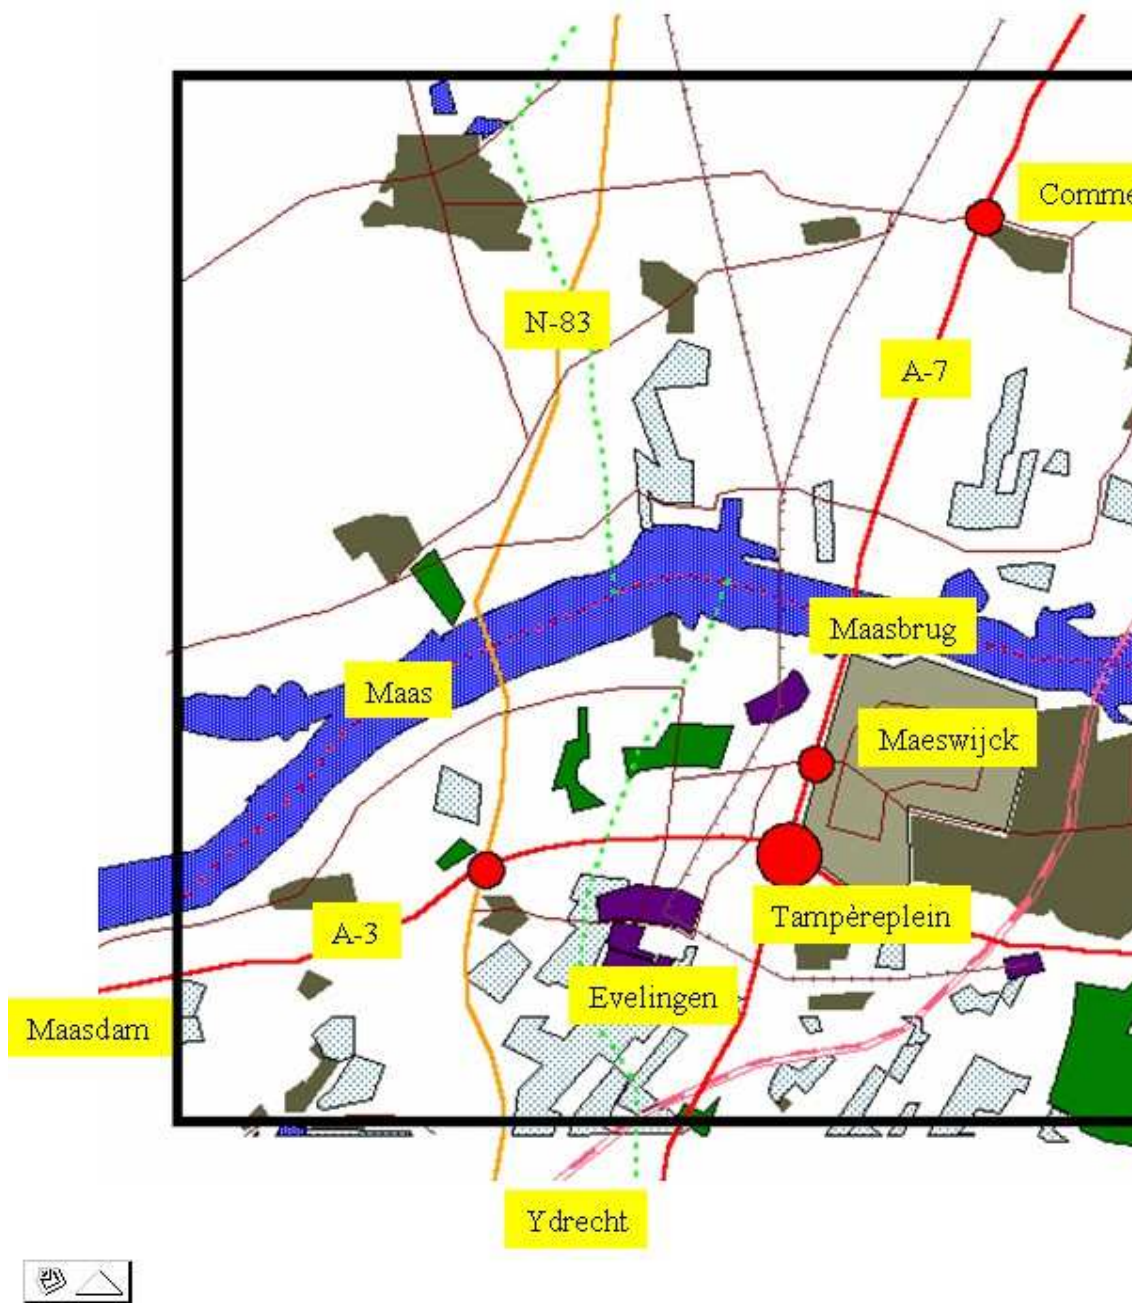 Comme
N-83
A-7
Maasbrug
Maas
Maeswijck
Tampèreplein
A-3
Evelingen
Maasdam
Ydrecht